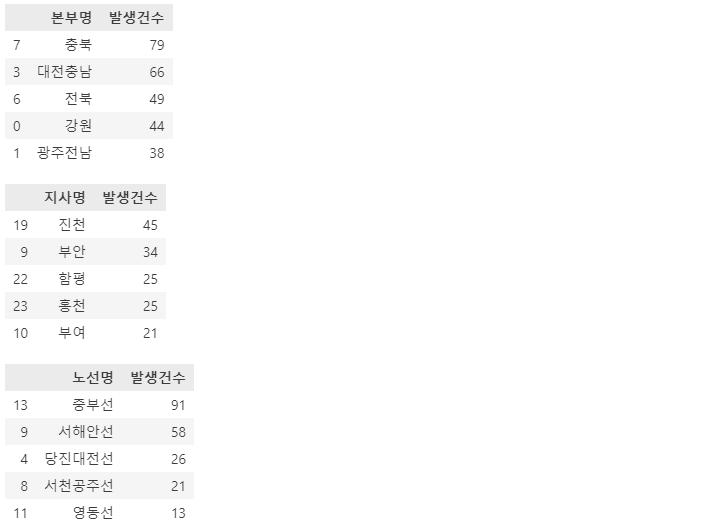 본부명 발생건수
7 충북 79
3 대전충남 66
6 전북 49
0 강원 44
1 광주전남 38
지사명 발생건수
19 진천 45
9 부안 34
22 함평 25
23 홍천 25
10 부여 21
노선명 발생건수
13 중부선 91
9 서해안선 58
4 당진대전선 26
8 서천공주선 21
11 영동선 13